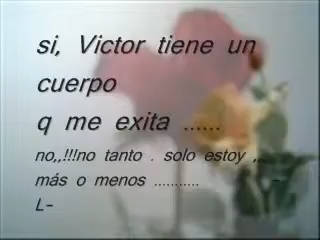 si, Victor tiene un
cuerpo
q me exita ......
no,,!!!no tanto . solo estoy ,,,
más o menos ...........
L-